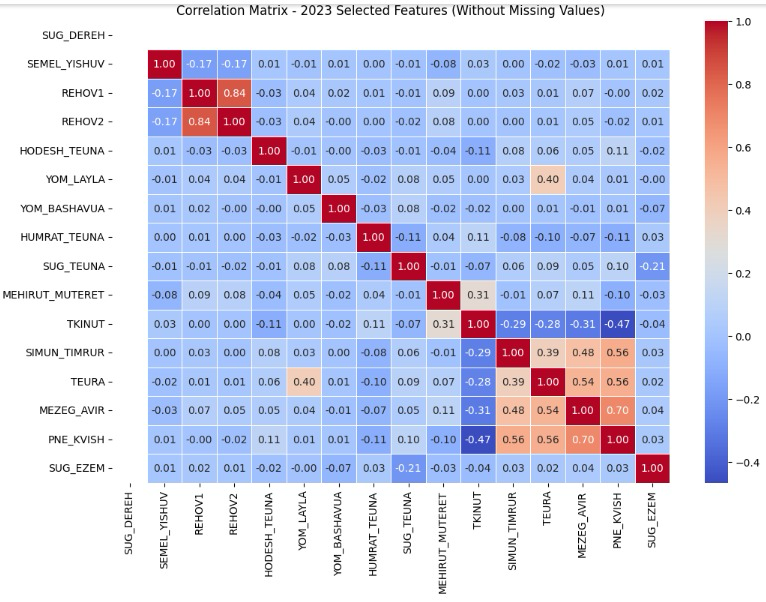 Correlation Matrix - 2023 Selected Features (Without Missing Values)
SUG_DEREH
SEMEL_YISHUV 1.00 -0.17 -0.17 0.01 -0.01 0.01 0.00 -0.01 -0.08 0.03 0.00 -0.02 -0.03 0.01 0.01
REHOV1 -0.17 1.00 0.84 -0.03 0.04 0.02 0.01 -0.01 0.09 0.00 0.03 0.01 0.07 -0.00 0.02
REHOV2 -0.17 0.84 1.00 -0.03 0.04 -0.00 0.00 -0.02 0.08 0.00 0.00 0.01 0.05 -0.02 0.01
HODESH_TEUNA 0.01 -0.03 -0.03 1.00 -0.01 -0.00 -0.03 -0.01 -0.04 -0.11 0.08 0.06 0.05 0.11 -0.02
YOM_LAYLA -0.01 0.04 0.04 -0.01 1.00 0.05 -0.02 0.08 0.05 0.00 0.03 0.40 0.04 0.01 -0.00
YOM_BASHAVUA 0.01 0.02 -0.00 -0.00 0.05 1.00 -0.03 0.08 -0.02 -0.02 0.00 0.01 -0.01 0.01 -0.07
HUMRAT_TEUNA 0.00 0.01 0.00 -0.03 -0.02 -0.03 1.00 -0.11 0.04 0.11 -0.08 -0.10 -0.07 -0.11 0.03
SUG_TEUNA -0.01 -0.01 -0.02 -0.01 0.08 0.08 -0.11 1.00 -0.01 -0.07 0.06 0.09 0.05 0.10 -0.21
MEHIRUT_MUTERET -0.08 0.09 0.08 -0.04 0.05 -0.02 0.04 -0.01 1.00 0.31 -0.01 0.07 0.11 -0.10 -0.03
TKINUT 0.03 0.00 0.00 -0.11 0.00 -0.02 0.11 -0.07 0.31 1.00 -0.29 -0.28 -0.31 -0.47 -0.04
SIMUN_TIMRUR 0.00 0.03 0.00 0.08 0.03 0.00 -0.08 0.06 -0.01 -0.29 1.00 0.39 0.48 0.56 0.03
TEURA -0.02 0.01 0.01 0.06 0.40 0.01 -0.10 0.09 0.07 -0.28 0.39 1.00 0.54 0.56 0.02
MEZEG_AVIR -0.03 0.07 0.05 0.05 0.04 -0.01 -0.07 0.05 0.11 -0.31 0.48 0.54 1.00 0.70 0.04
PNE_KVISH 0.01 -0.00 -0.02 0.11 0.01 0.01 -0.11 0.10 -0.10 -0.47 0.56 0.56 0.70 1.00 0.03
SUG_EZEM 0.01 0.02 0.01 -0.02 -0.00 -0.07 0.03 -0.21 -0.03 -0.04 0.03 0.02 0.04 0.03 1.00
SUG_DEREH
SEMEL_YISHUV
REHOV1
REHOV2
HODESH_TEUNA
YOM_LAYLA
YOM_BASHAVUA
HUMRAT_TEUNA
SUG_TEUNA
MEHIRUT_MUTERET
TKINUT
SIMUN_TIMRUR
TEURA
MEZEG_AVIR
PNE_KVISH
SUG_EZEM
1.0
0.8
0.6
0.4
0.2
0.0
−0.2
−0.4